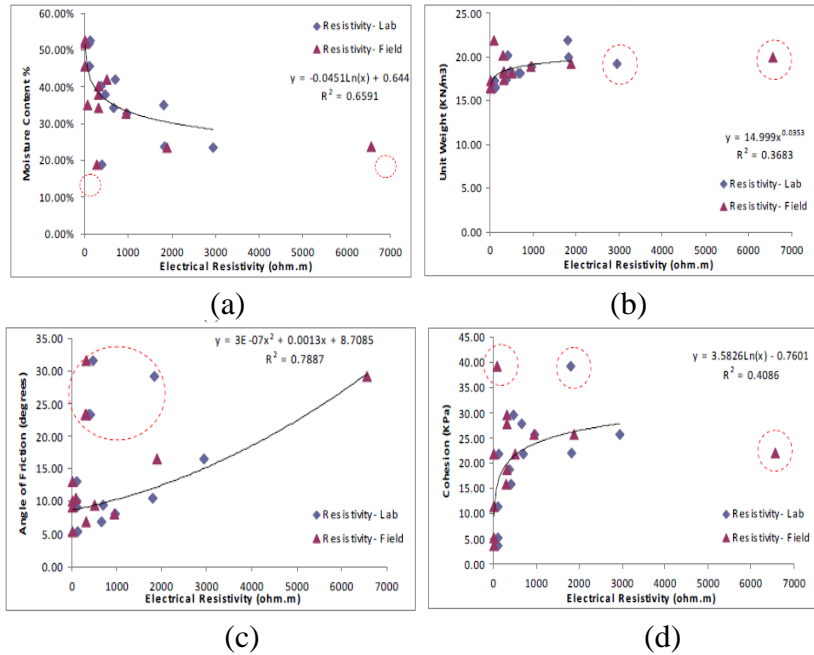 60.00%
50.00%
40.00%
30.00%
20.00%
10.00%
0.00%
Moisture Content %
Resistivity- Lab
Resistivity- Field
y = -0.0451Ln(x) + 0.644
R² = 0.6591
0 1000 2000 3000 4000 5000 6000 7000
Electrical Resistivity (ohm.m)
(a)
25.00
20.00
15.00
10.00
5.00
0.00
Unit Weight (KN/m3)
y = 14.999x^0.0353
R² = 0.3683
Resistivity- Lab
Resistivity- Field
0 1000 2000 3000 4000 5000 6000 7000
Electrical Resistivity (ohm.m)
(b)
35.00
30.00
25.00
20.00
15.00
10.00
5.00
0.00
Angle of Friction (degrees)
y = 3E-07x² + 0.0013x + 8.7085
R² = 0.7887
Resistivity- Lab
Resistivity- Field
0 1000 2000 3000 4000 5000 6000 7000
Electrical Resistivity (ohm.m)
(c)
45.00
40.00
35.00
30.00
25.00
20.00
15.00
10.00
5.00
0.00
Cohesion (KPa)
y = 3.5826Ln(x) - 0.7601
R² = 0.4086
Resistivity- Lab
Resistivity- Field
0 1000 2000 3000 4000 5000 6000 7000
Electrical Resistivity (ohm.m)
(d)